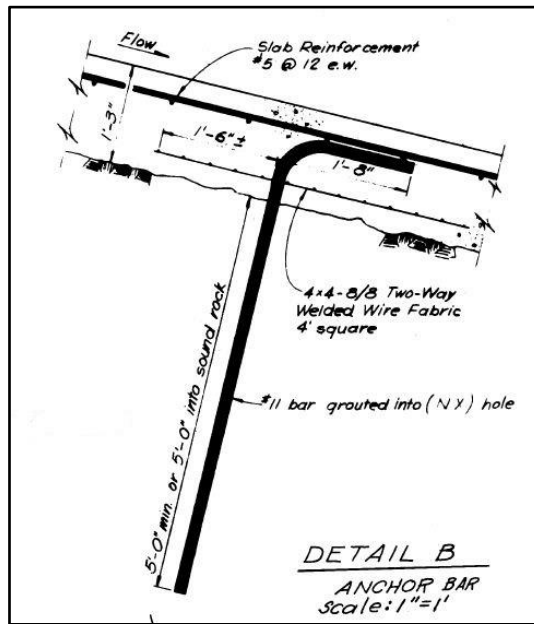 Flow
Slab Reinforcement
#5 @ 12 e.w.
1'-3"
1'-6" ±
1'-8"
4x4-8/8 Two-Way
Welded Wire Fabric
4' square
5'-0" min. or 5'-0" into sound rock
#11 bar grouted into (NX) hole
DETAIL B
ANCHOR BAR
Scale: 1"=1'